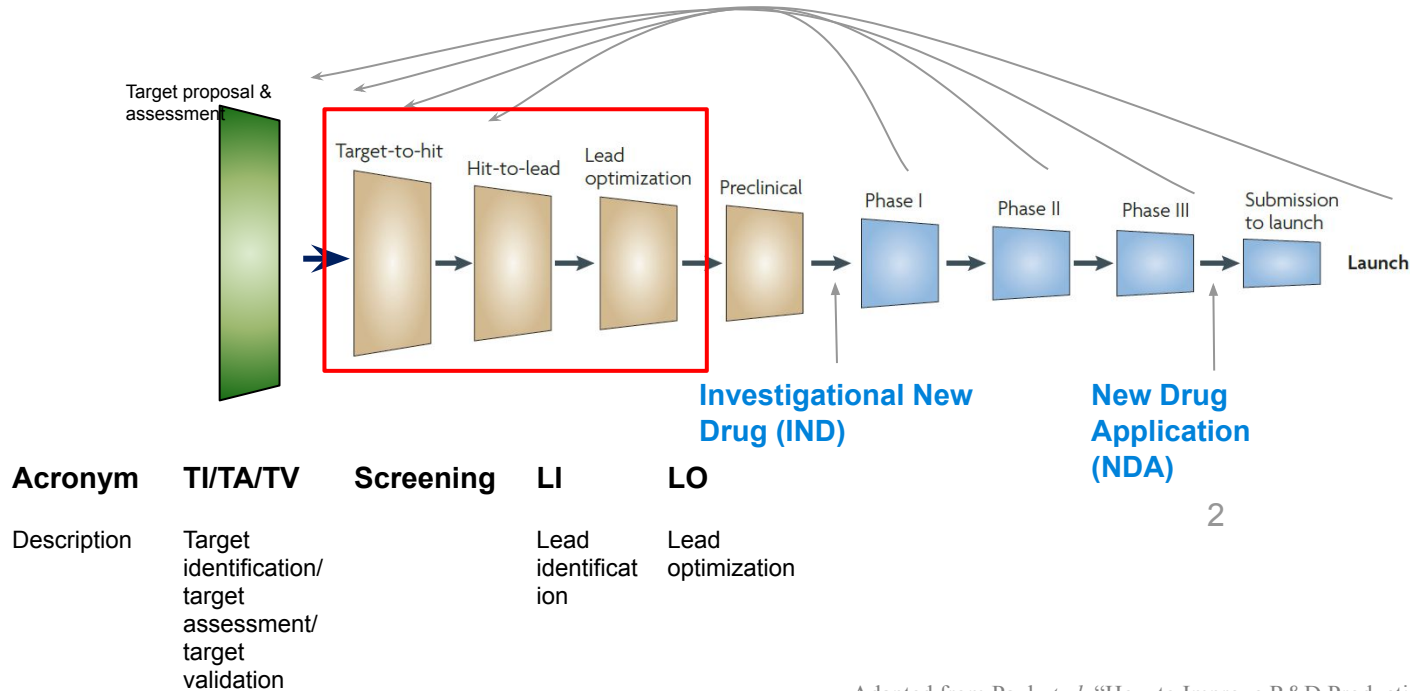 Target proposal &
assessment
Target-to-hit
Hit-to-lead
Lead
optimization
Preclinical
Phase I
Phase II
Phase III
Submission
to launch
Launch
Investigational New
Drug (IND)
New Drug
Application
(NDA)
Acronym TI/TA/TV Screening LI LO
2
Description
Target
identification/
target
assessment/
target
validation
Lead
identificat
ion
Lead
optimization